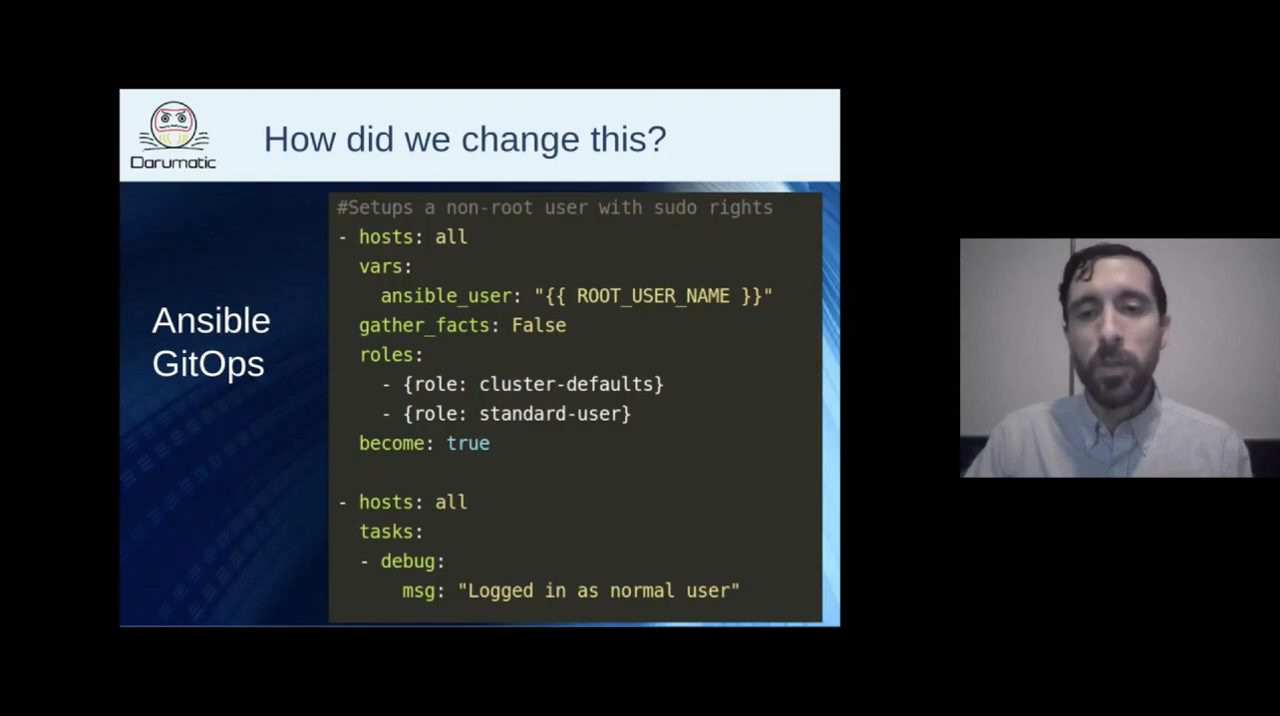 Darumatic
How did we change this?
Ansible
GitOps
#Setups a non-root user with sudo rights
- hosts: all
  vars:
    ansible_user: "{{ ROOT_USER_NAME }}"
  gather_facts: False
  roles:
    - {role: cluster-defaults}
    - {role: standard-user}
  become: true
- hosts: all
  tasks:
  - debug:
      msg: "Logged in as normal user"